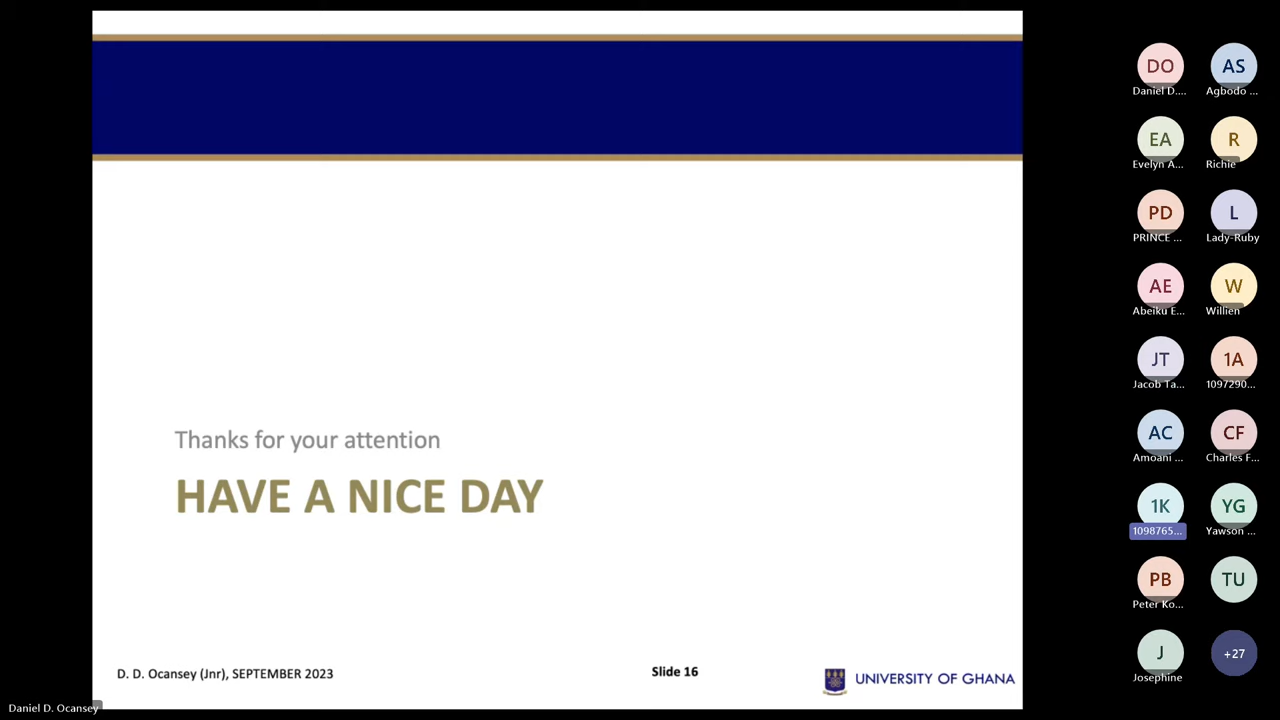 Thanks for your attention
HAVE A NICE DAY
D. D. Ocansey (Jnr), SEPTEMBER 2023
Slide 16
UNIVERSITY OF GHANA
Daniel D. Ocansey
DO
Daniel D....
AS
Agbodo ...
EA
Evelyn A...
R
Richie
PD
PRINCE ...
L
Lady-Ruby
AE
Abeiku E...
W
Willien
JT
Jacob Ta...
1A
1097290...
AC
Amoani ...
CF
Charles F...
1K
1098765...
YG
Yawson ...
PB
Peter Ko...
TU
J
Josephine
+27